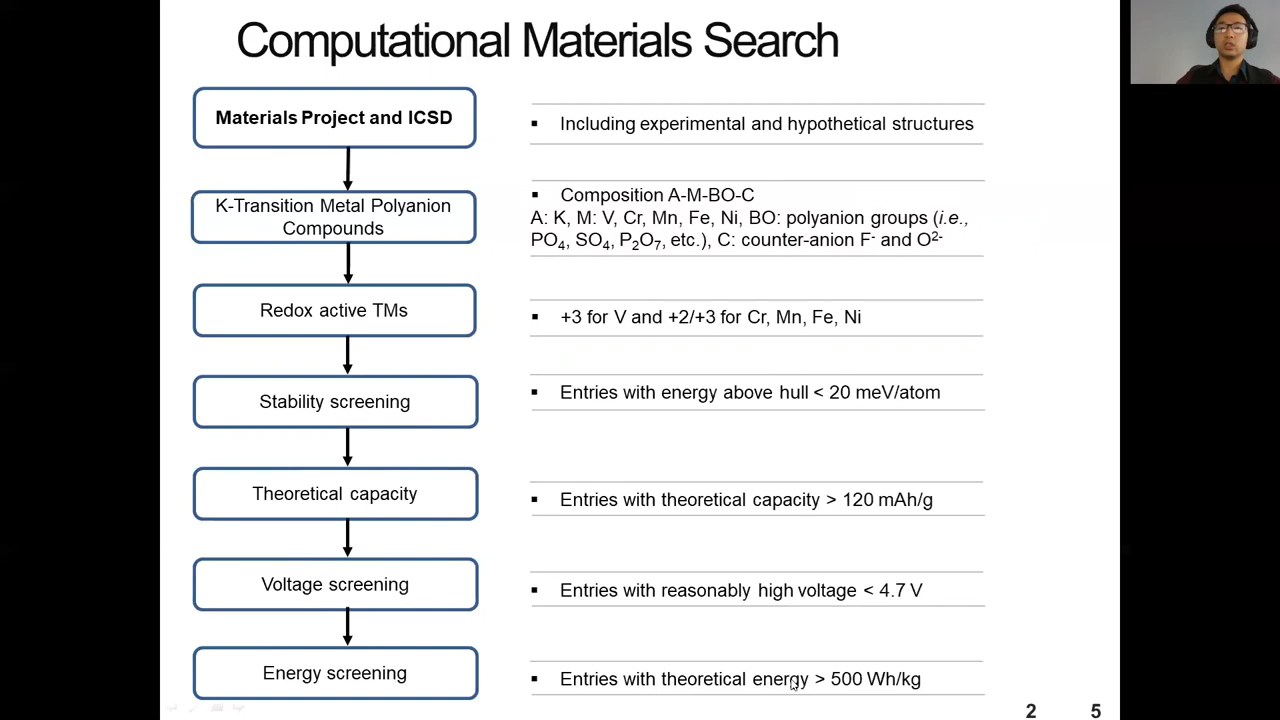 Computational Materials Search
Materials Project and ICSD
▪ Including experimental and hypothetical structures
K-Transition Metal Polyanion
Compounds
▪ Composition A-M-BO-C
A: K, M: V, Cr, Mn, Fe, Ni, BO: polyanion groups (i.e.,
PO₄, SO₄, P₂O₇, etc.), C: counter-anion F⁻ and O²⁻
Redox active TMs
▪ +3 for V and +2/+3 for Cr, Mn, Fe, Ni
Stability screening
▪ Entries with energy above hull < 20 meV/atom
Theoretical capacity
▪ Entries with theoretical capacity > 120 mAh/g
Voltage screening
▪ Entries with reasonably high voltage < 4.7 V
Energy screening
▪ Entries with theoretical energy > 500 Wh/kg
2 5